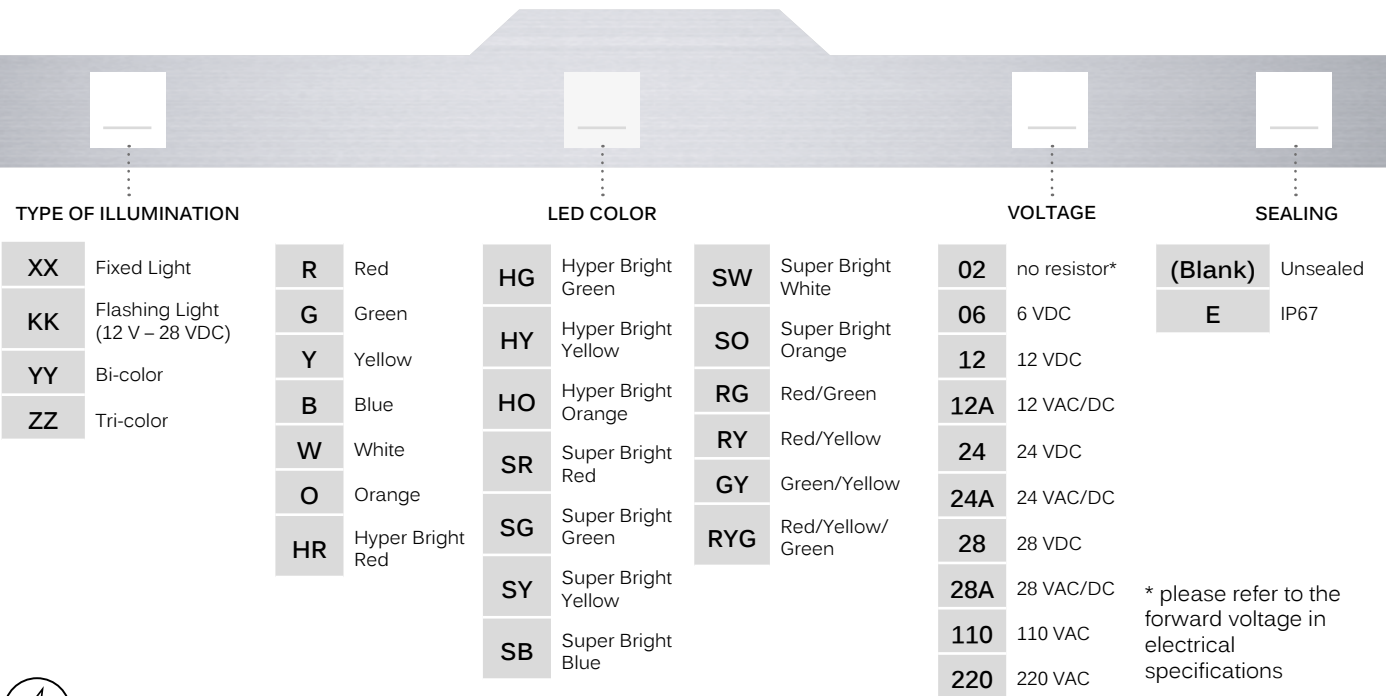 TYPE OF ILLUMINATION
XX Fixed Light
KK Flashing Light
(12 V – 28 VDC)
YY Bi-color
ZZ Tri-color
LED COLOR
R Red
G Green
Y Yellow
B Blue
W White
O Orange
HR Hyper Bright
Red
HG Hyper Bright
Green
HY Hyper Bright
Yellow
HO Hyper Bright
Orange
SR Super Bright
Red
SG Super Bright
Green
SY Super Bright
Yellow
SB Super Bright
Blue
SW Super Bright
White
SO Super Bright
Orange
RG Red/Green
RY Red/Yellow
GY Green/Yellow
RYG Red/Yellow/
Green
VOLTAGE
02 no resistor*
06 6 VDC
12 12 VDC
12A 12 VAC/DC
24 24 VDC
24A 24 VAC/DC
28 28 VDC
28A 28 VAC/DC
110 110 VAC
220 220 VAC
SEALING
(Blank) Unsealed
E IP67
* please refer to the
forward voltage in
electrical
specifications